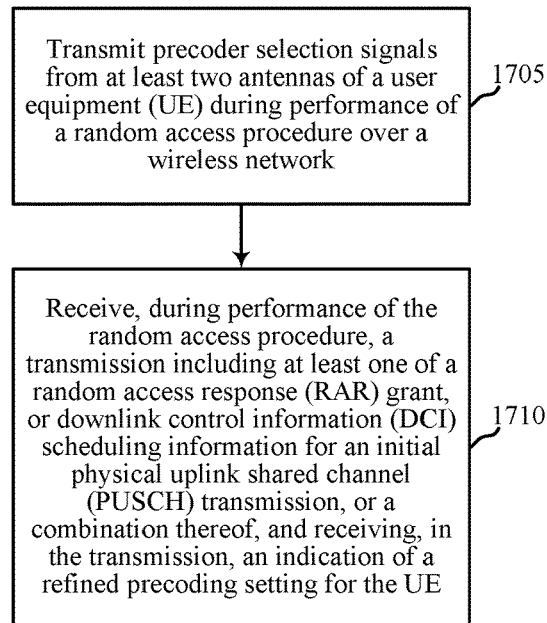 Transmit precoder selection signals
from at least two antennas of a user
equipment (UE) during performance of
a random access procedure over a
wireless network
1705
Receive, during performance of the
random access procedure, a
transmission including at least one of a
random access response (RAR) grant,
or downlink control information (DCI)
scheduling information for an initial
physical uplink shared channel
(PUSCH) transmission, or a
combination thereof, and receiving, in
the transmission, an indication of a
refined precoding setting for the UE
1710